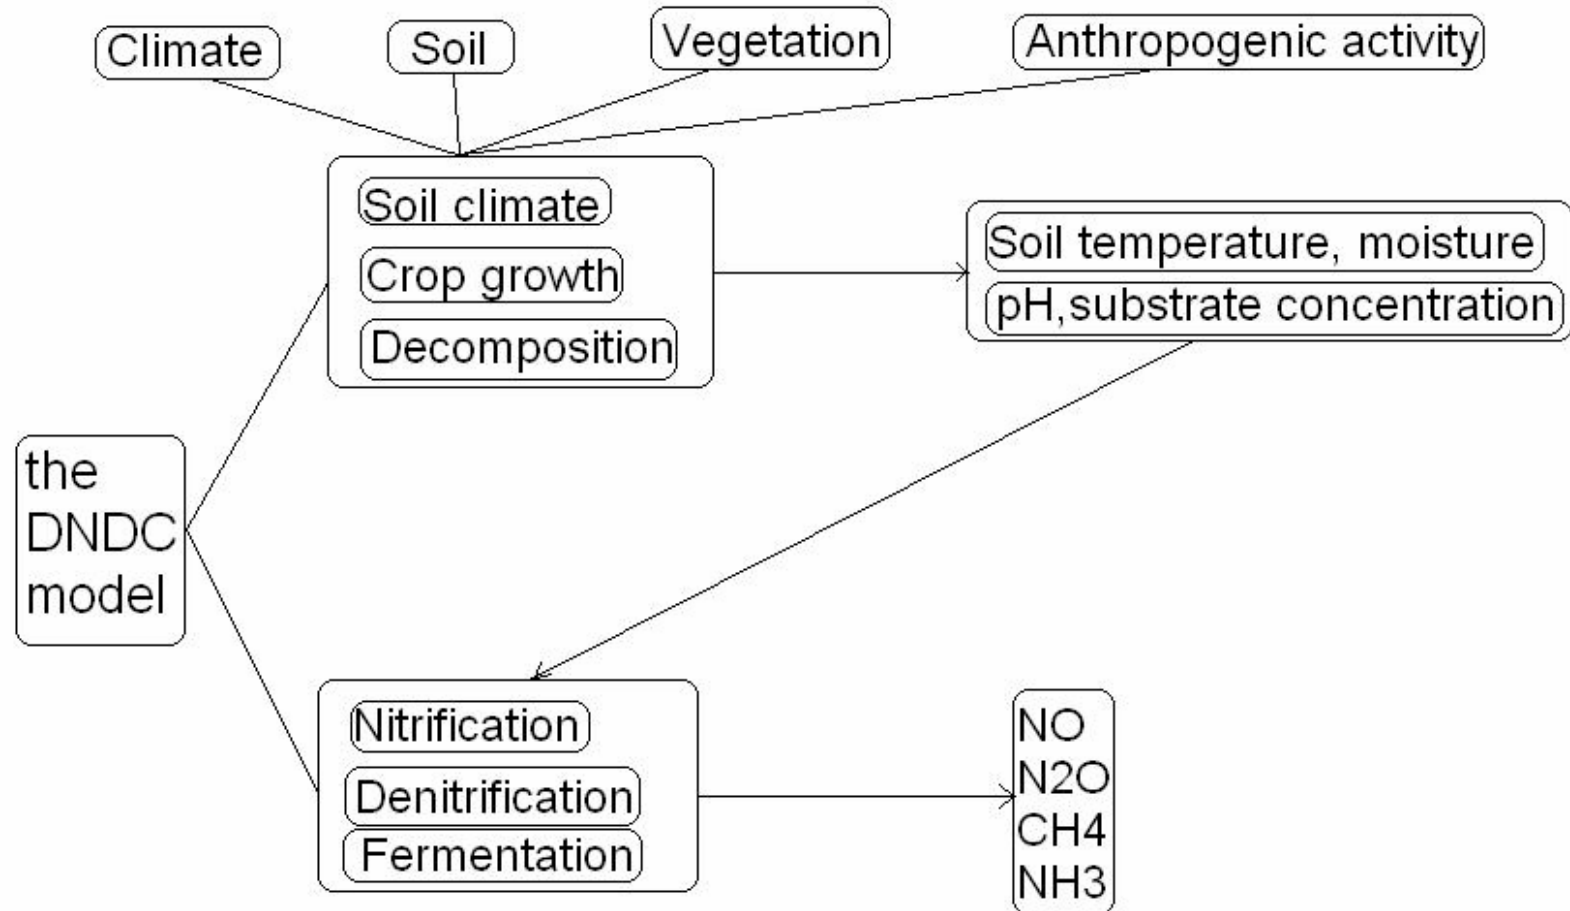 Climate
Soil
Vegetation
Anthropogenic activity
Soil climate
Crop growth
Decomposition
Soil temperature, moisture
pH,substrate concentration
the
DNDC
model
Nitrification
Denitrification
Fermentation
NO
N2O
CH4
NH3